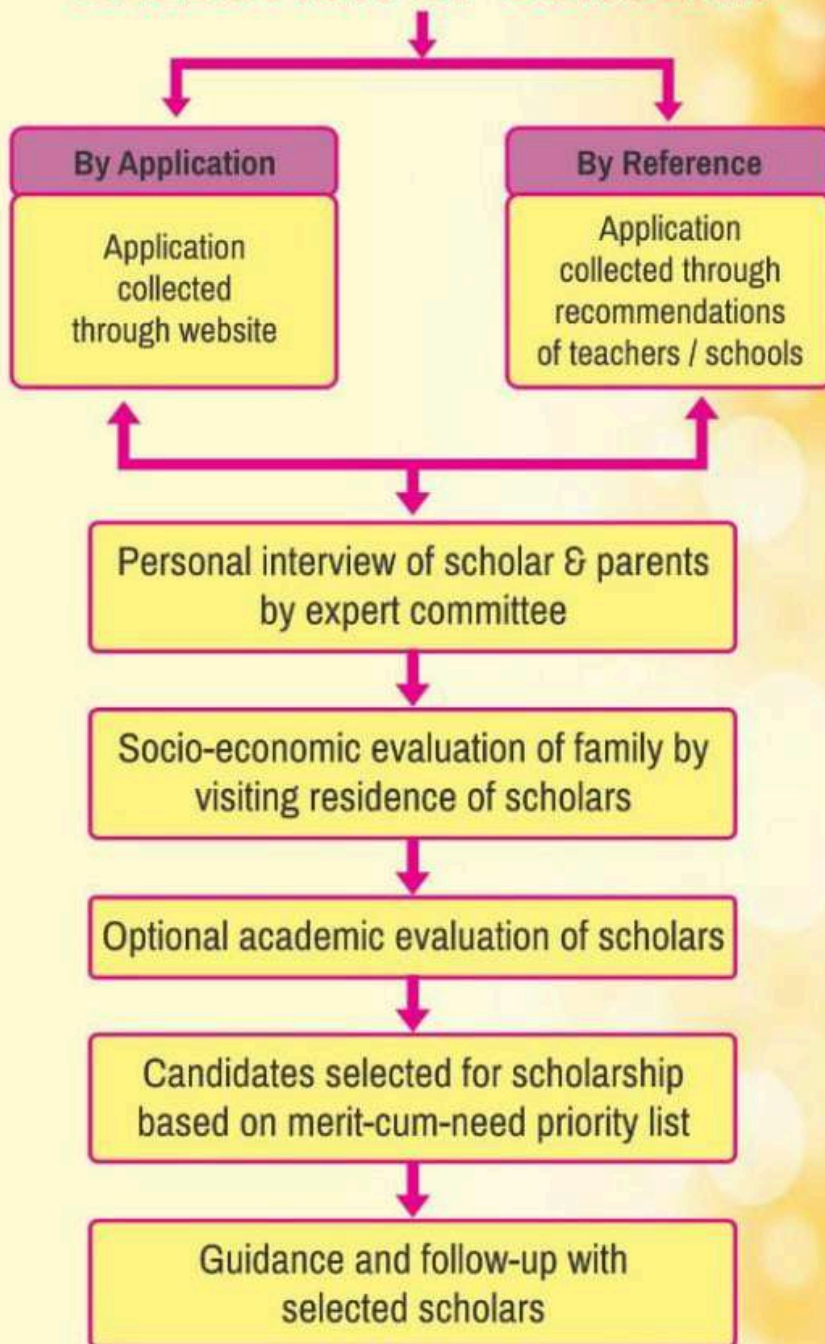 By Application
Application
collected
through website
By Reference
Application
collected through
recommendations
of teachers / schools
Personal interview of scholar & parents
by expert committee
Socio-economic evaluation of family by
visiting residence of scholars
Optional academic evaluation of scholars
Candidates selected for scholarship
based on merit-cum-need priority list
Guidance and follow-up with
selected scholars